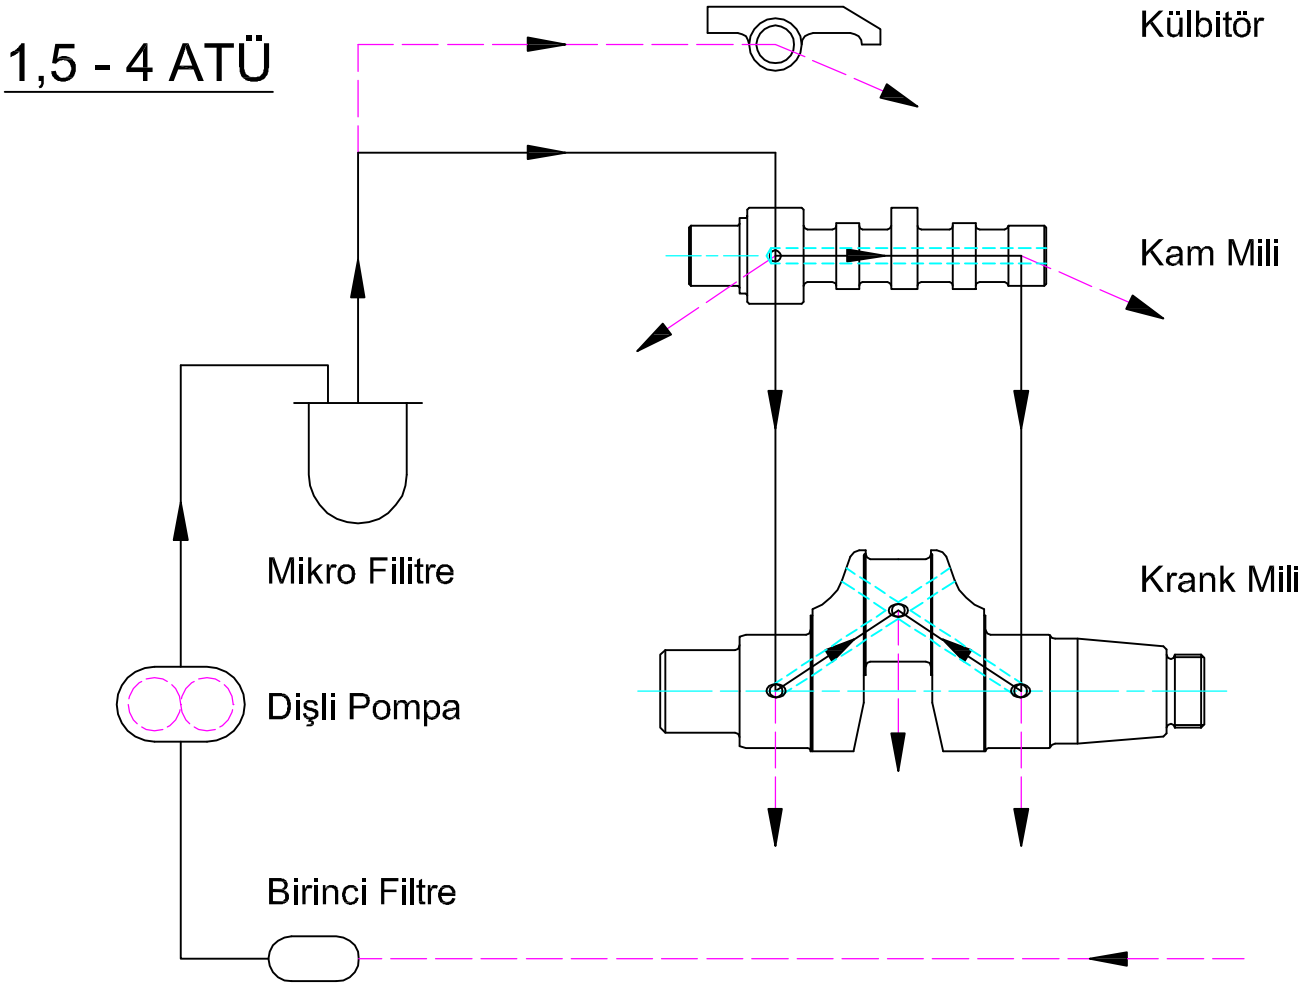 1,5 - 4 ATÜ
Külbitör
Kam Mili
Mikro Filitre
Krank Mili
Dişli Pompa
Birinci Filtre